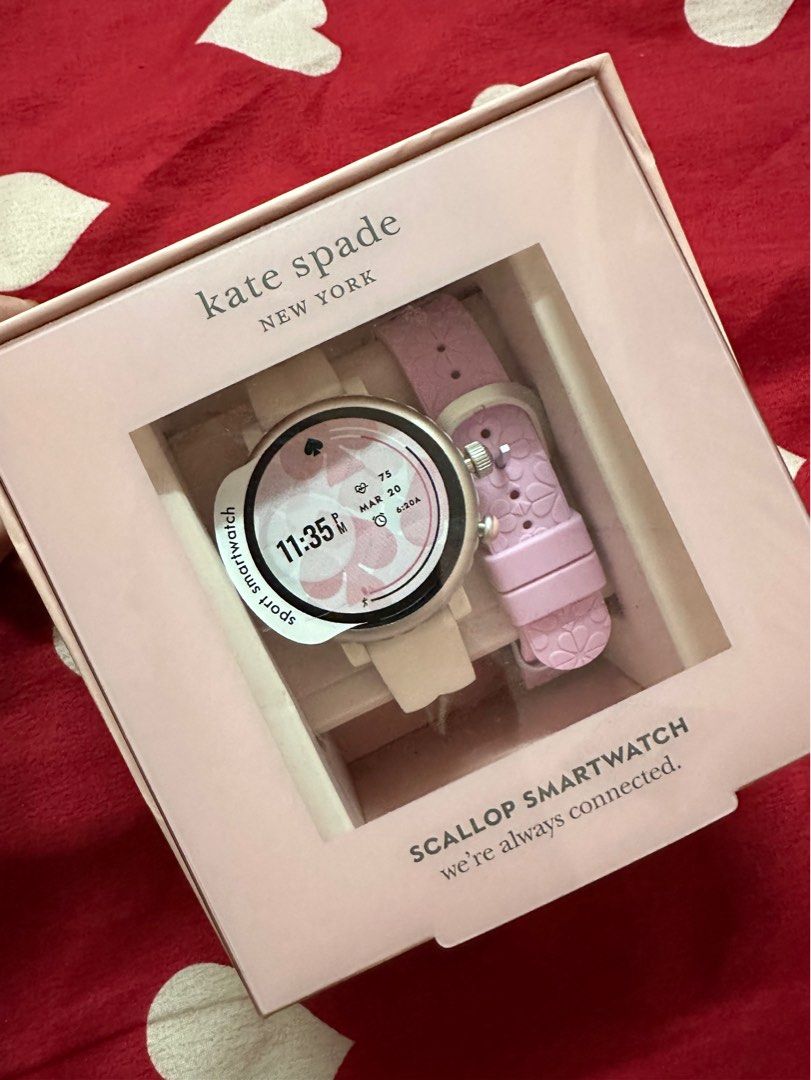 kate spade
NEW YORK
75
MAR 20
6:20A
11:35 PM
sport smartwatch
SCALLOP SMARTWATCH
we're always connected.